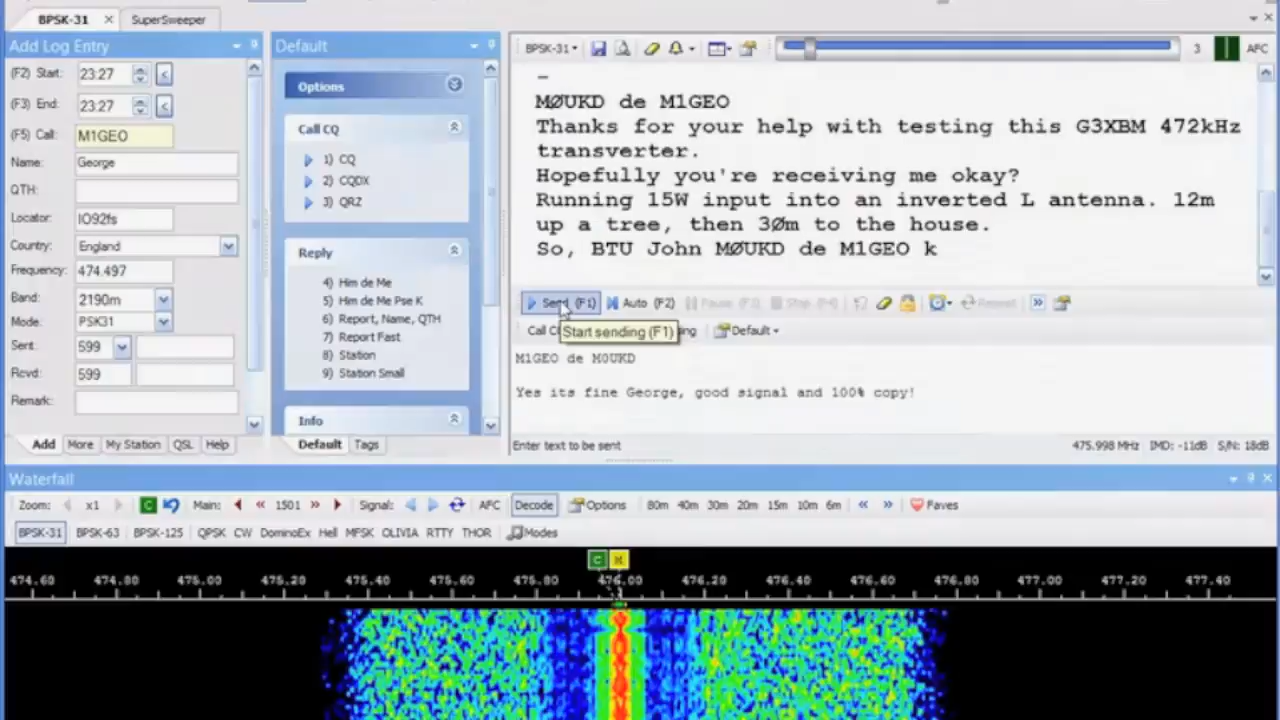 BPSK-31 SuperSweeper
Add Log Entry
(F2) Start: 23:27 <
(F3) End: 23:27 <
(F5) Call: M1GEO
Name: George
QTH:
Locator: IO92fs
Country: England
Frequency: 474.497
Band: 2190m
Mode: PSK31
Sent: 599
Rcvd: 599
Remark:
Add More My Station QSL Help
Default
Options
Call CQ
1) CQ
2) CQDX
3) QRZ
Reply
4) Him de Me
5) Him de Me Pse K
6) Report, Name, QTH
7) Report Fast
8) Station
9) Station Small
Info
Default Tags
BPSK-31 3 AFC
MØUKD de M1GEO
Thanks for your help with testing this G3XBM 472kHz
transverter.
Hopefully you're receiving me okay?
Running 15W input into an inverted L antenna. 12m
up a tree, then 3Øm to the house.
So, BTU John MØUKD de M1GEO k
Send (F1) Auto (F2) Pause (F3) Stop (F4) Repeat
Start sending (F1)
Default
M1GEO de M0UKD
Yes its fine George, good signal and 100% copy!
Enter text to be sent 475.998 MHz IMD: -11dB S/N: 18dB
Waterfall
Zoom: x1 C Main: 1501 Signal: AFC Decode Options 80m 40m 30m 20m 15m 10m 6m Faves
BPSK-31 BPSK-63 BPSK-125 QPSK CW DominoEx Hell MFSK OLIVIA RTTY THOR Modes
C M
474.60 474.80 475.00 475.20 475.40 475.60 475.80 476.00 476.20 476.40 476.60 476.80 477.00 477.20 477.40